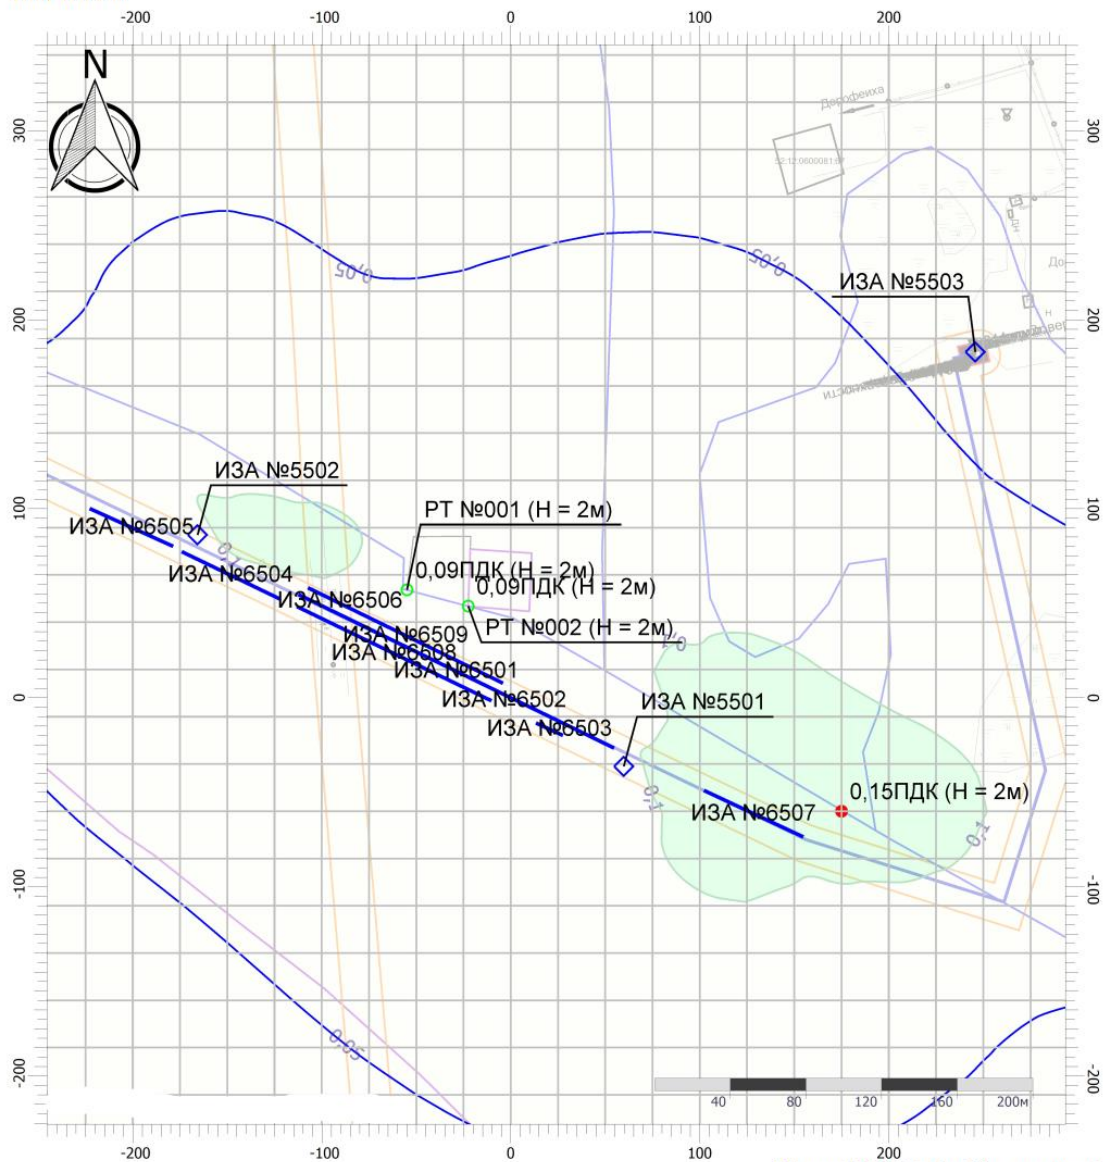 -200 -100 0 100 200
N
300 300
Дорофеиха
200 200
0,05
0,05
ИЗА №5503
ИЗА №5502
100 100
РТ №001 (Н = 2м)
ИЗА №6505
0,09ПДК (Н = 2м)
ИЗА №6504
0,09ПДК (Н = 2м)
ИЗА №6506
РТ №002 (Н = 2м)
0,1
ИЗА №6509
ИЗА №6508
ИЗА №6501
0 0
ИЗА №6502
ИЗА №5501
ИЗА №6503
0,1
0,15ПДК (Н = 2м)
ИЗА №6507
0,1
-100 -100
0,05
-200 -200
40 80 120 160 200м
-200 -100 0 100 200